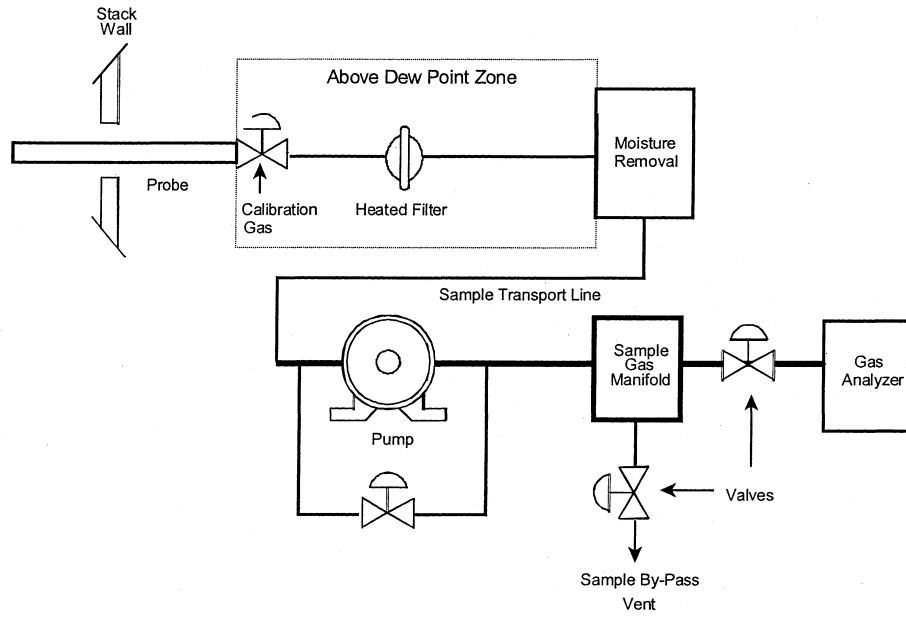 Stack
Wall
Above Dew Point Zone
Moisture
Removal
Probe
Calibration
Gas
Heated Filter
Sample Transport Line
Sample
Gas
Manifold
Gas
Analyzer
Pump
Valves
Sample By-Pass
Vent